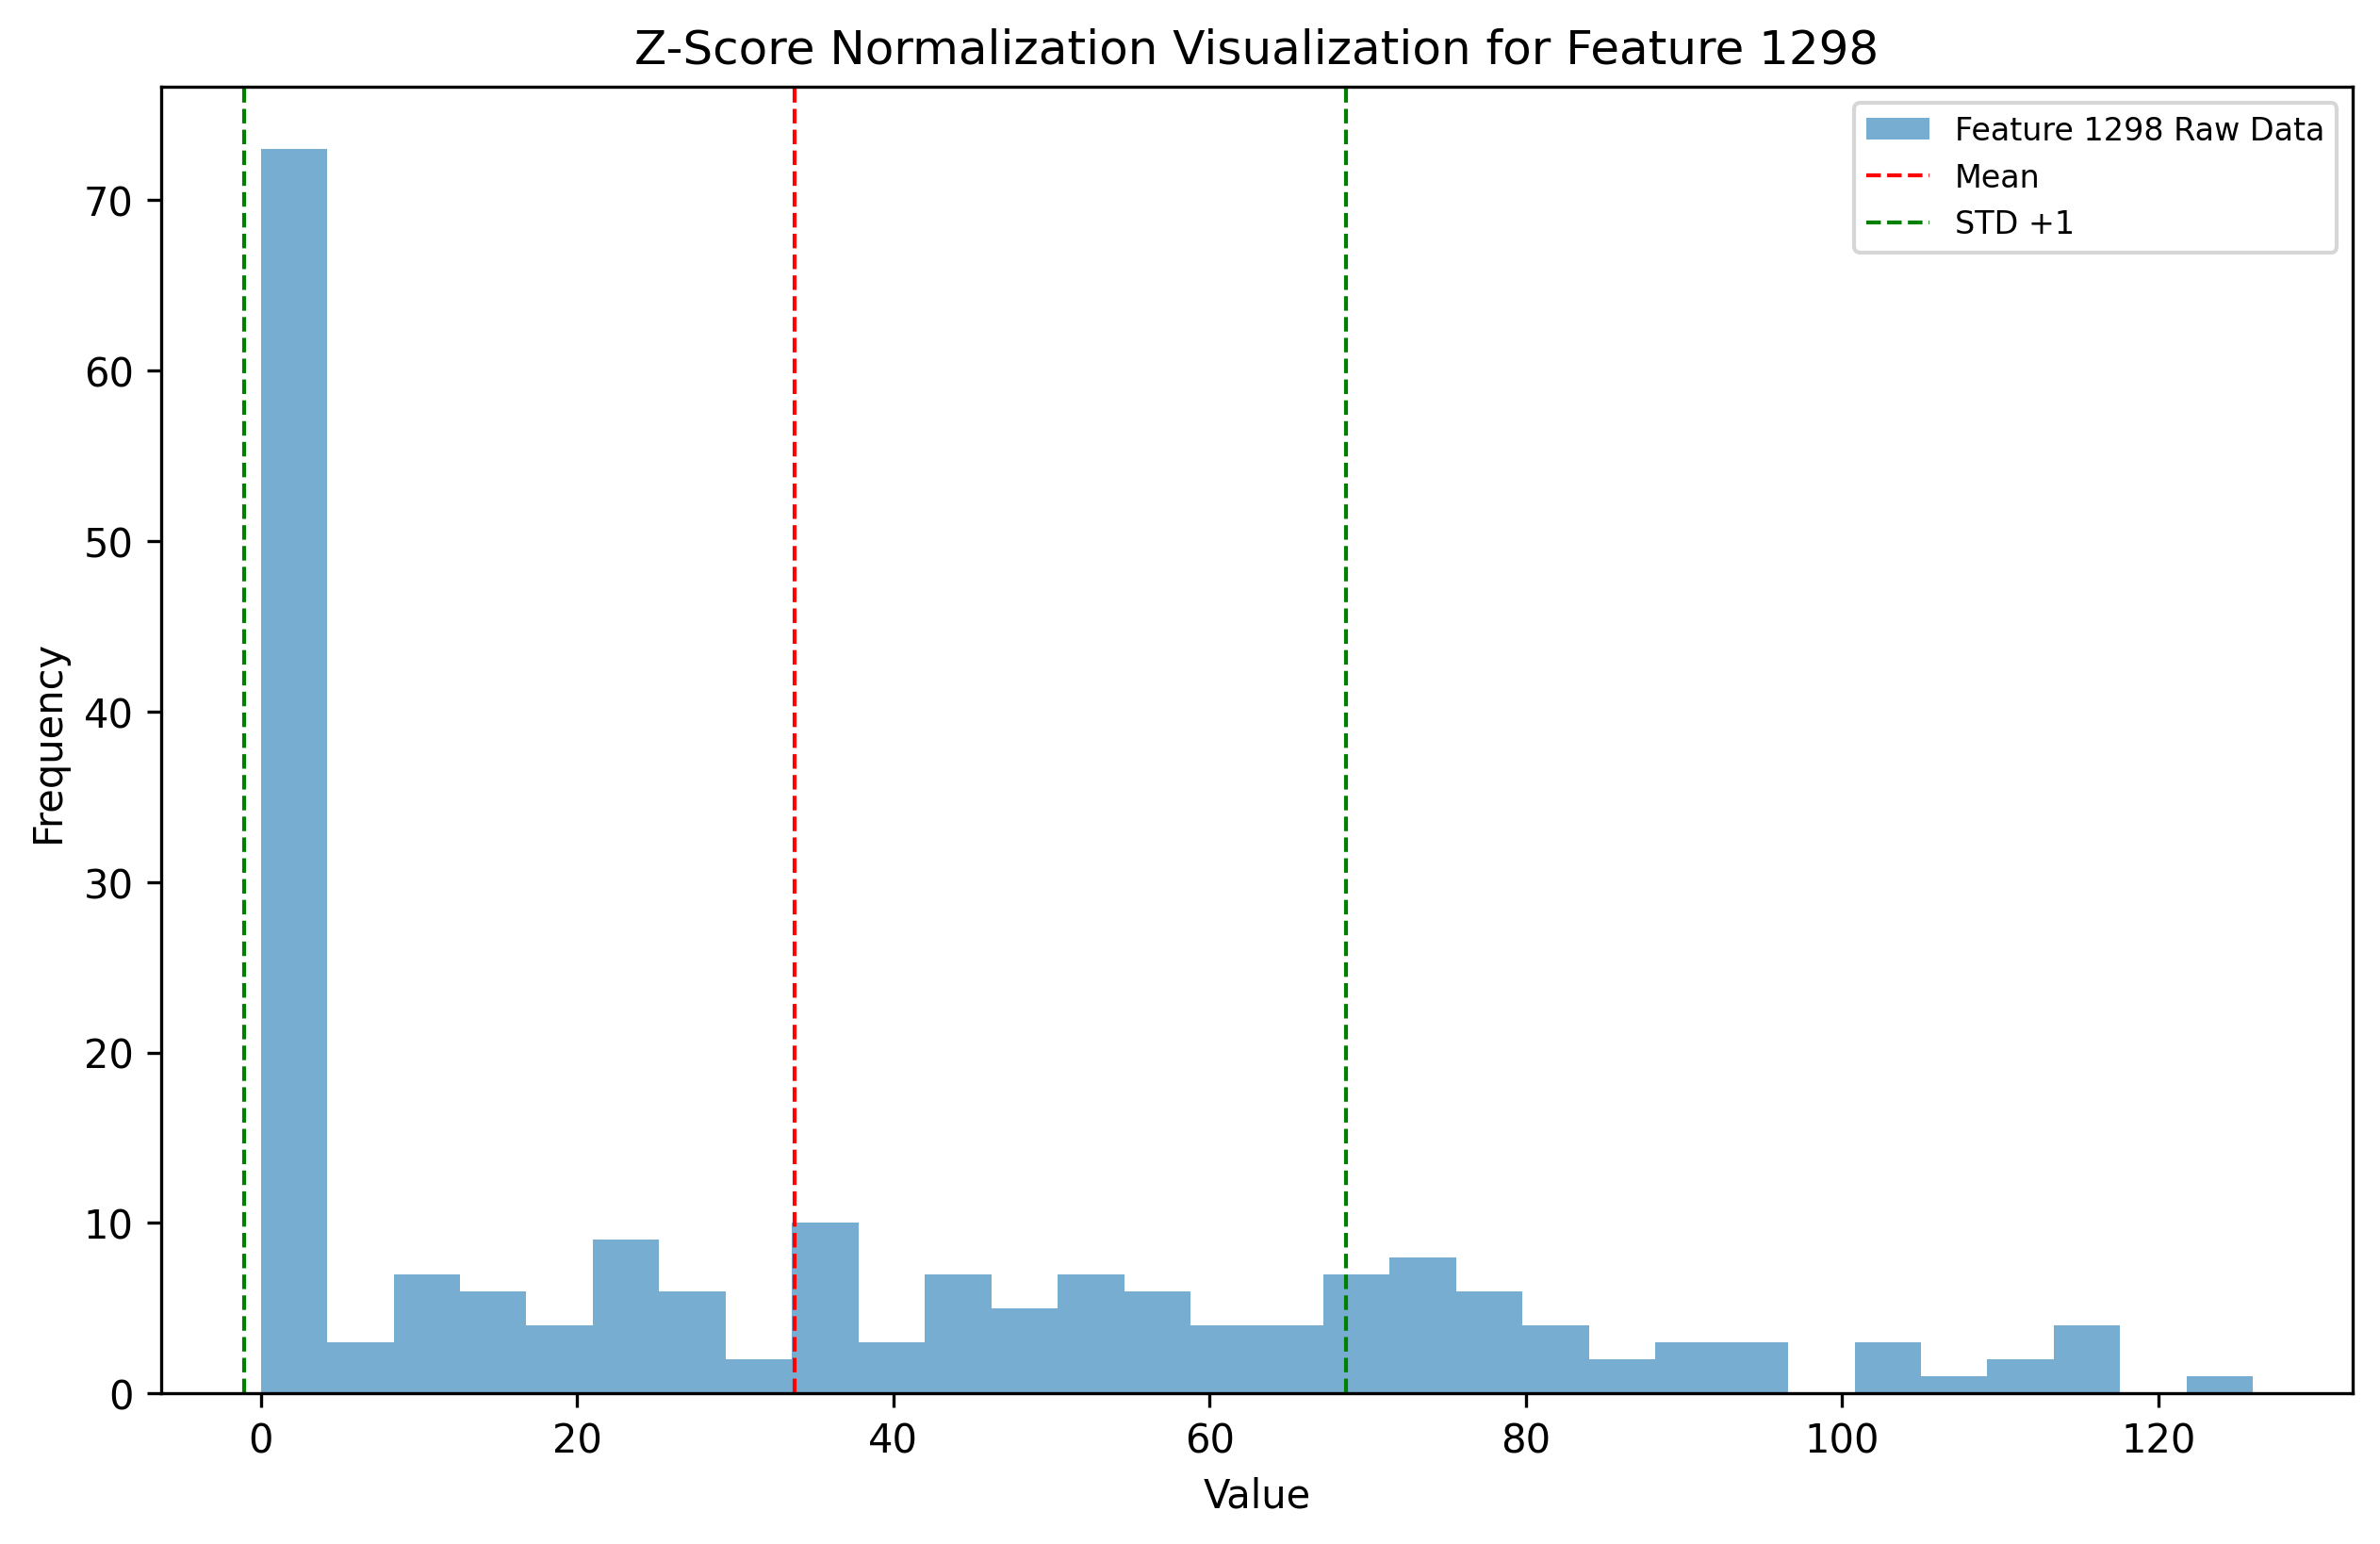 Z-Score Normalization Visualization for Feature 1298
Feature 1298 Raw Data
Mean
STD +1
Frequency
70
60
50
40
30
20
10
0
0 20 40 60 80 100 120
Value